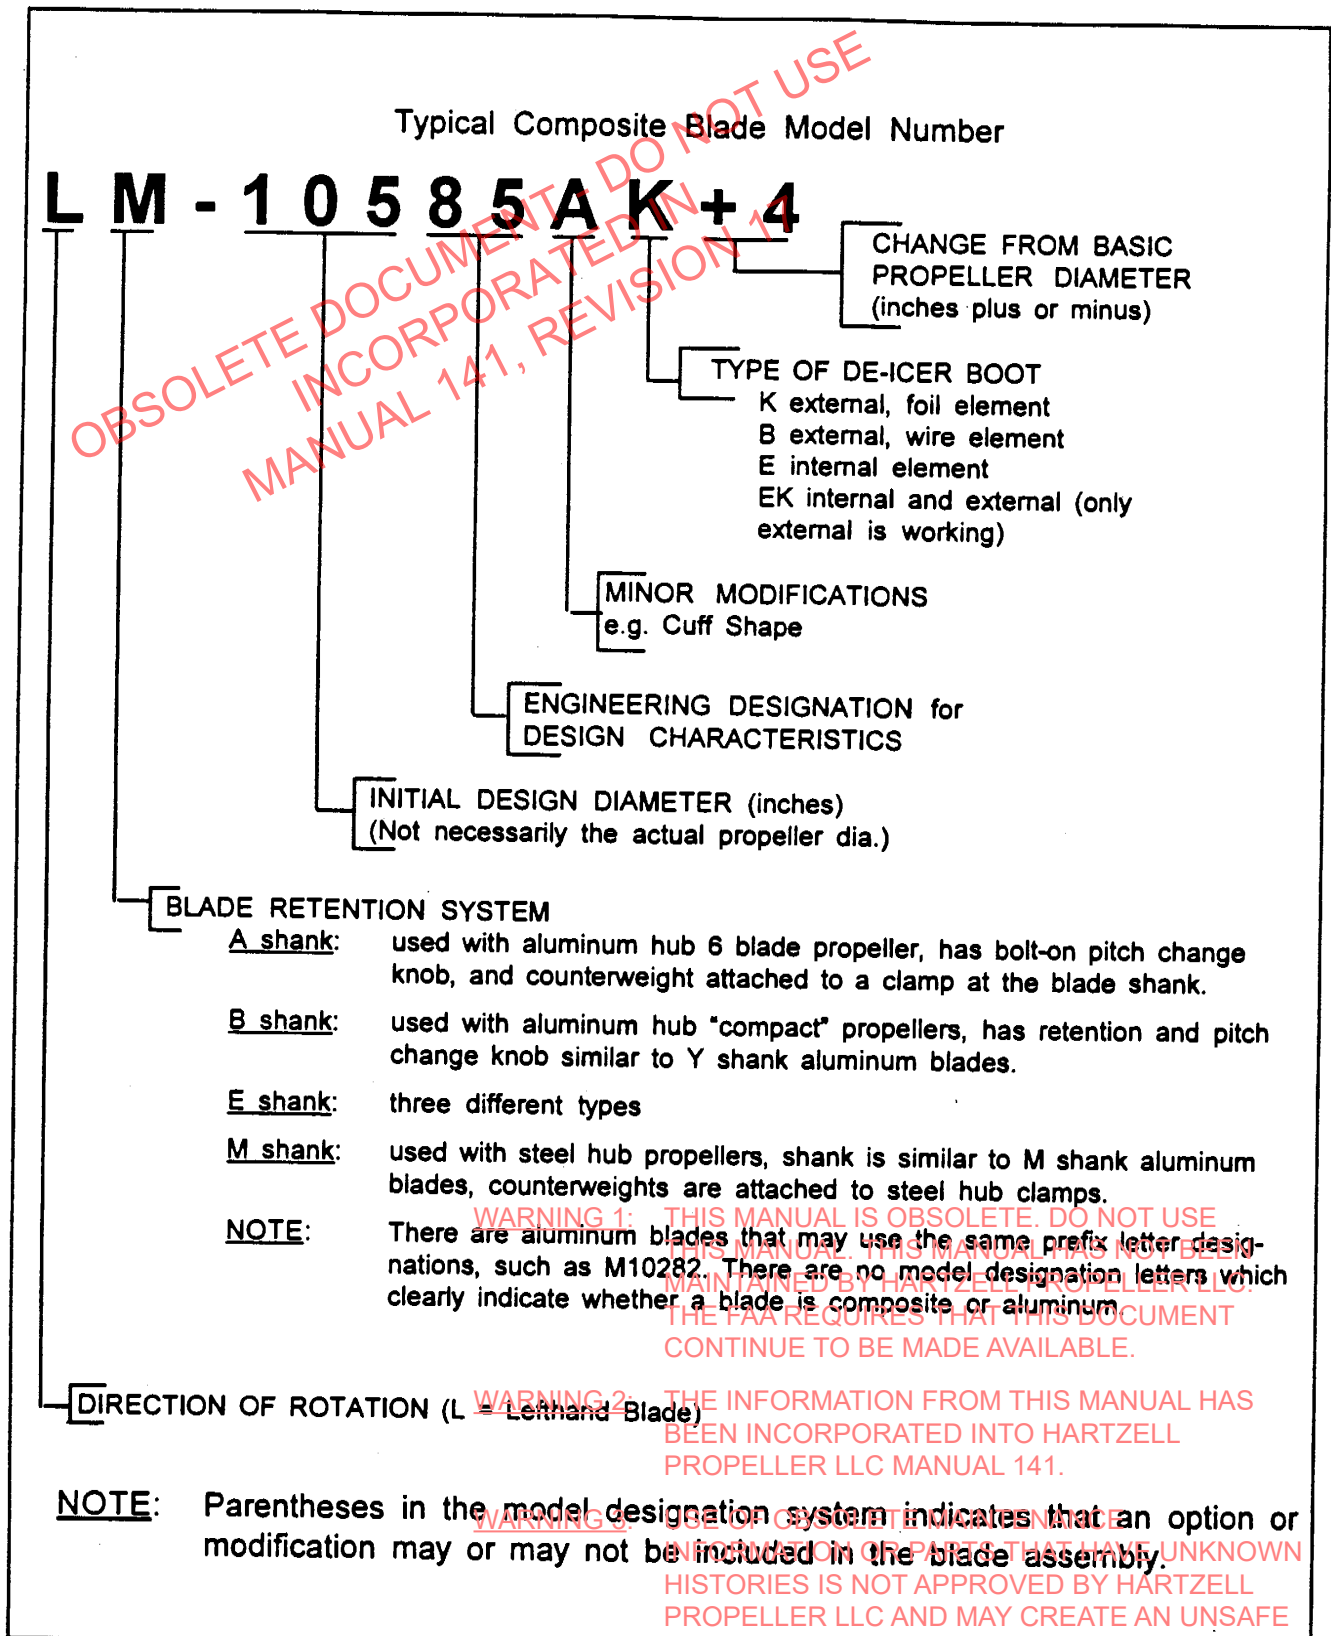 Typical Composite Blade Model Number
LM-10585AK+4
OBSOLETE DOCUMENT - DO NOT USE
INCORPORATED IN
MANUAL 141, REVISION 11
CHANGE FROM BASIC
PROPELLER DIAMETER
(inches plus or minus)
TYPE OF DE-ICER BOOT
K external, foil element
B external, wire element
E internal element
EK internal and external (only
external is working)
MINOR MODIFICATIONS
e.g. Cuff Shape
ENGINEERING DESIGNATION for
DESIGN CHARACTERISTICS
INITIAL DESIGN DIAMETER (inches)
(Not necessarily the actual propeller dia.)
BLADE RETENTION SYSTEM
A shank: used with aluminum hub 6 blade propeller, has bolt-on pitch change
knob, and counterweight attached to a clamp at the blade shank.
B shank: used with aluminum hub "compact" propellers, has retention and pitch
change knob similar to Y shank aluminum blades.
E shank: three different types
M shank: used with steel hub propellers, shank is similar to M shank aluminum
blades, counterweights are attached to steel hub clamps.
NOTE: There are aluminum blades that may use the same prefix letter desig-
nations, such as M10282. There are no model designation letters which
clearly indicate whether a blade is composite or aluminum.
WARNING 1: THIS MANUAL IS OBSOLETE. DO NOT USE
THIS MANUAL. THIS MANUAL HAS NOT BEEN
MAINTAINED BY HARTZELL PROPELLER LLC.
THE FAA REQUIRES THAT THIS DOCUMENT
CONTINUE TO BE MADE AVAILABLE.
DIRECTION OF ROTATION (L = Lefthand Blade)
WARNING 2: THE INFORMATION FROM THIS MANUAL HAS
BEEN INCORPORATED INTO HARTZELL
PROPELLER LLC MANUAL 141.
NOTE: Parentheses in the model designation system indicates that an option or
modification may or may not be included in the blade assembly.
WARNING 3: USE OF OBSOLETE MAINTENANCE
INFORMATION OR PARTS THAT HAVE UNKNOWN
HISTORIES IS NOT APPROVED BY HARTZELL
PROPELLER LLC AND MAY CREATE AN UNSAFE